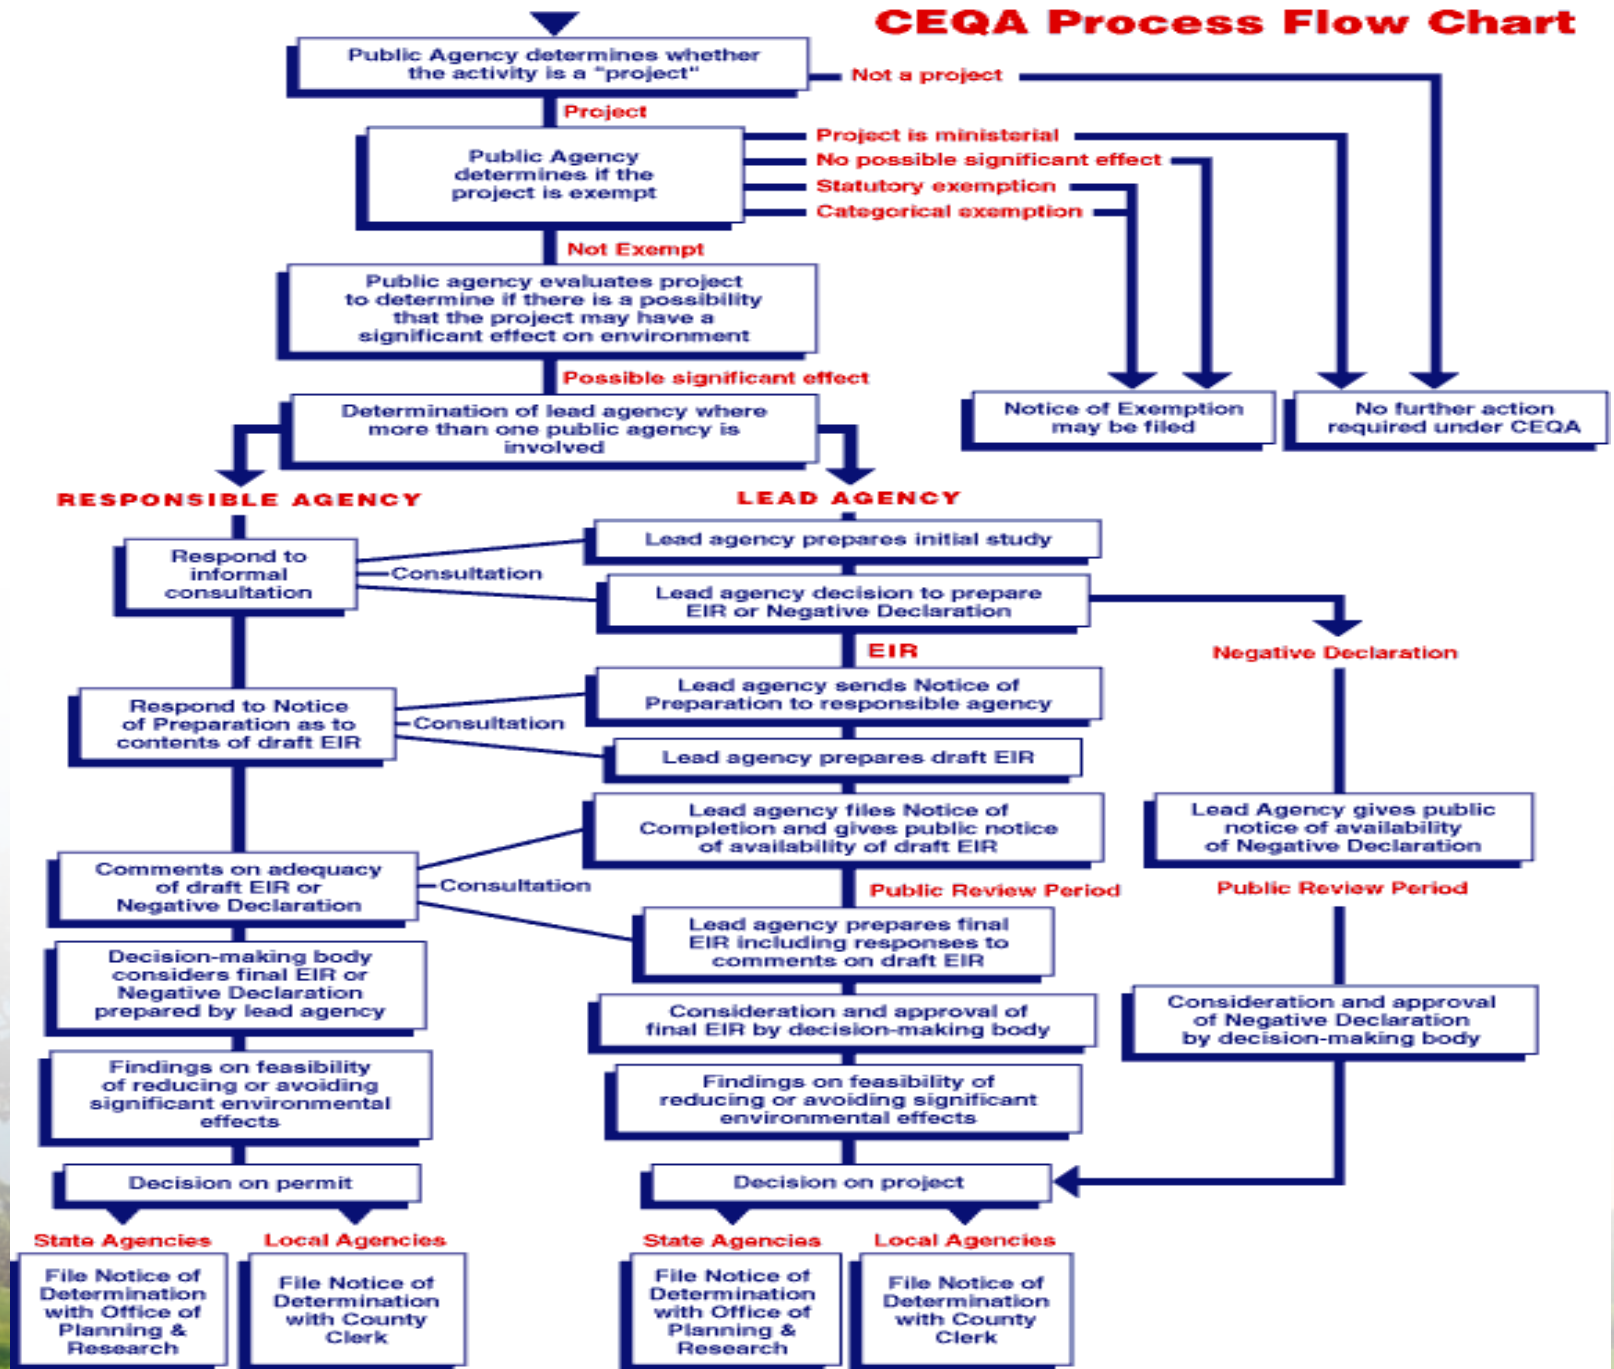 CEQA Process Flow Chart
Public Agency determines whether
the activity is a "project"
Not a project
Project
Public Agency
determines if the
project is exempt
Project is ministerial
No possible significant effect
Statutory exemption
Categorical exemption
Not Exempt
Public agency evaluates project
to determine if there is a possibility
that the project may have a
significant effect on environment
Possible significant effect
Notice of Exemption
may be filed
No further action
required under CEQA
Determination of lead agency where
more than one public agency is
involved
RESPONSIBLE AGENCY
LEAD AGENCY
Respond to
informal
consultation
Consultation
Lead agency prepares initial study
Lead agency decision to prepare
EIR or Negative Declaration
EIR
Negative Declaration
Respond to Notice
of Preparation as to
contents of draft EIR
Consultation
Lead agency sends Notice of
Preparation to responsible agency
Lead agency prepares draft EIR
Lead agency files Notice of
Completion and gives public notice
of availability of draft EIR
Lead Agency gives public
notice of availability
of Negative Declaration
Comments on adequacy
of draft EIR or
Negative Declaration
Consultation
Public Review Period
Public Review Period
Lead agency prepares final
EIR including responses to
comments on draft EIR
Decision-making body
considers final EIR or
Negative Declaration
prepared by lead agency
Consideration and approval of
final EIR by decision-making body
Consideration and approval
of Negative Declaration
by decision-making body
Findings on feasibility
of reducing or avoiding
significant environmental
effects
Findings on feasibility of
reducing or avoiding significant
environmental effects
Decision on permit
Decision on project
State Agencies
Local Agencies
State Agencies
Local Agencies
File Notice of
Determination
with Office of
Planning &
Research
File Notice of
Determination
with County
Clerk
File Notice of
Determination
with Office of
Planning &
Research
File Notice of
Determination
with County
Clerk